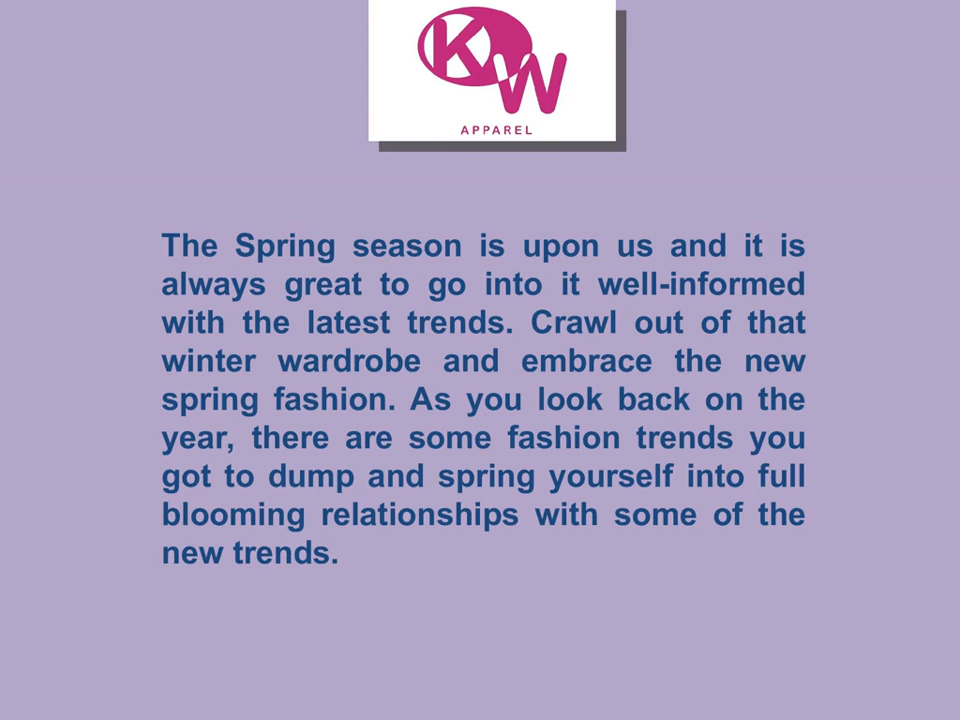 KW
APPAREL
The Spring season is upon us and it is
always great to go into it well-informed
with the latest trends. Crawl out of that
winter wardrobe and embrace the new
spring fashion. As you look back on the
year, there are some fashion trends you
got to dump and spring yourself into full
blooming relationships with some of the
new trends.